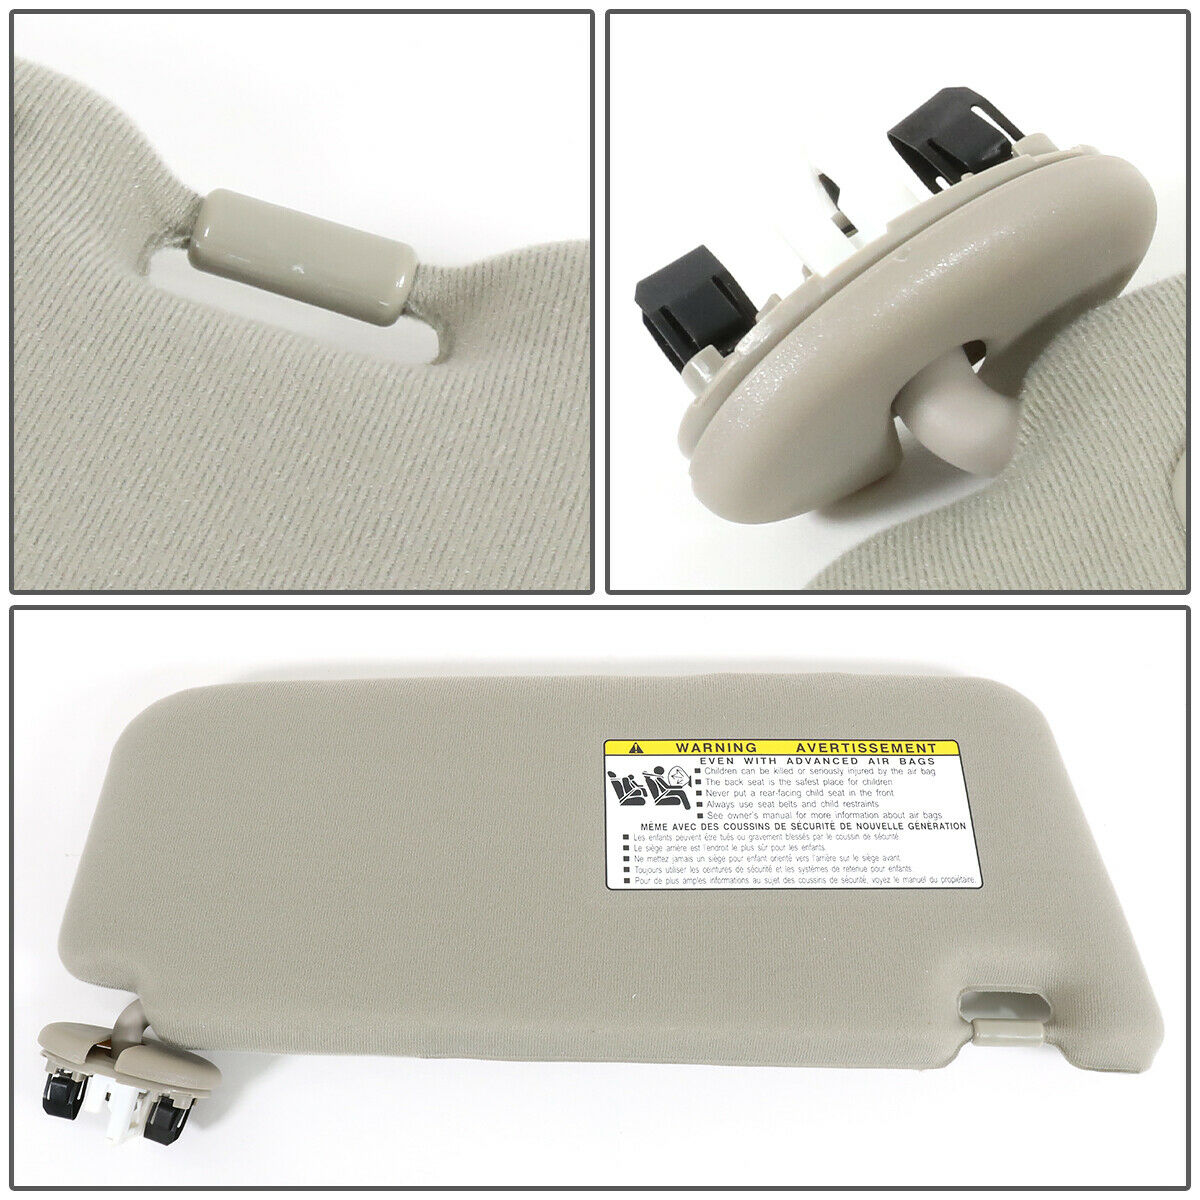 WARNING AVERTISSEMENT
EVEN WITH ADVANCED AIR BAGS
■ Children can be killed or seriously injured by the air bag
■ The back seat is the safest place for children
■ Never put a rear-facing child seat in the front
■ Always use seat belts and child restraints
■ See owner's manual for more information about air bags
MÊME AVEC DES COUSSINS DE SÉCURITÉ DE NOUVELLE GÉNÉRATION
■ Les enfants peuvent être tués ou gravement blessés par le coussin de sécurité.
■ Le siège arrière est l'endroit le plus sûr pour les enfants.
■ Ne mettez jamais un siège pour enfant orienté vers l'arrière sur le siège avant.
■ Toujours utiliser les ceintures de sécurité et les systèmes de retenue pour enfants.
■ Pour de plus amples informations au sujet des coussins de sécurité, voyez le manuel du propriétaire.